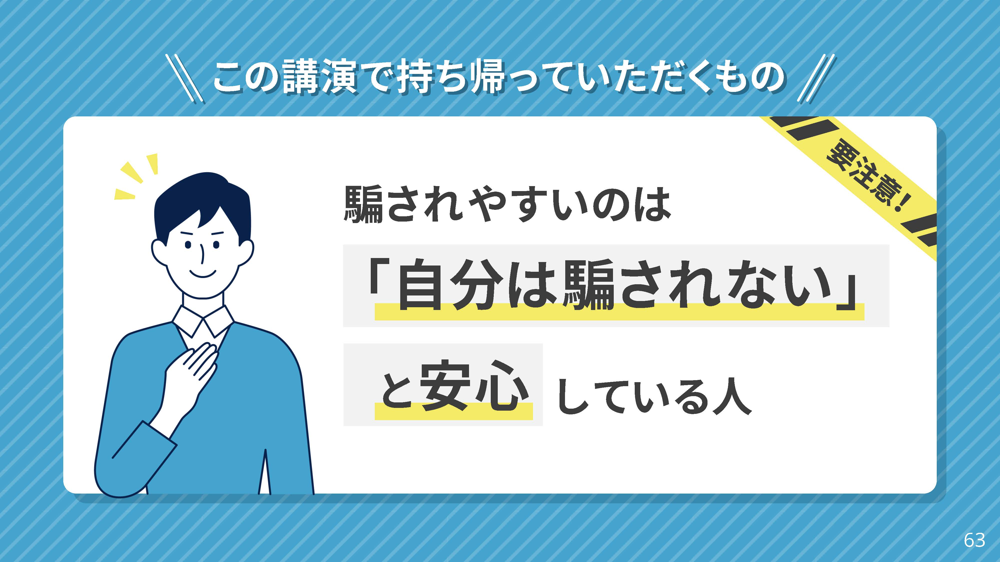 この講演で持ち帰っていただくもの
要注意!
騙されやすいのは
「自分は騙されない」
と安心している人
63